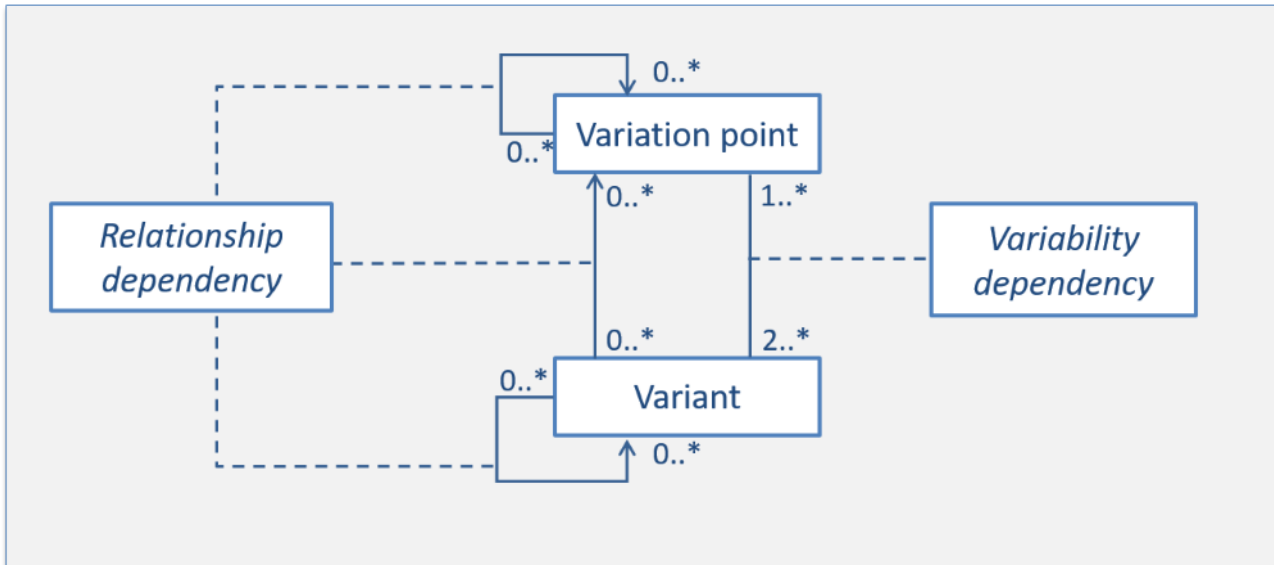 0..*
Variation point
0..*
0..*
1..*
Relationship
dependency
Variability
dependency
0..*
2..*
0..*
Variant
0..*